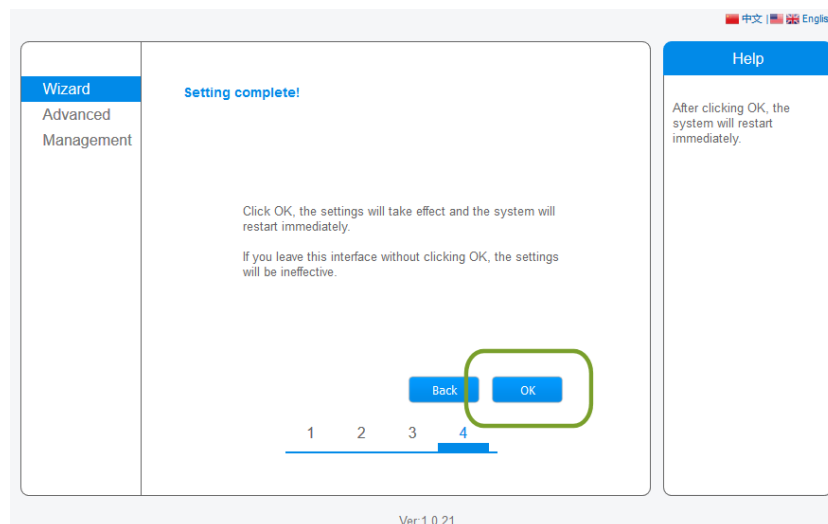 中文 | Englis
Help
Wizard
Advanced
Management
Setting complete!
After clicking OK, the
system will restart
immediately.
Click OK, the settings will take effect and the system will
restart immediately.
If you leave this interface without clicking OK, the settings
will be ineffective.
Back
OK
1 2 3 4
Ver:1.0.21